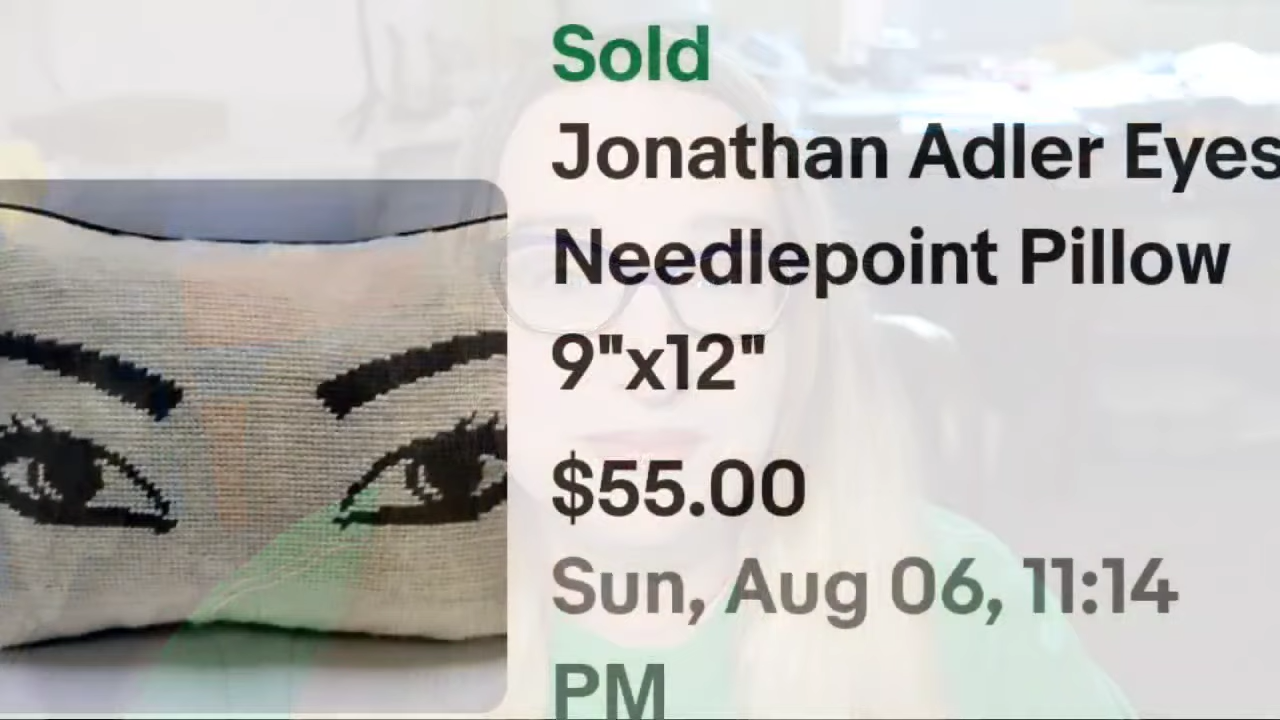 Sold
Jonathan Adler Eyes
Needlepoint Pillow
9"x12"
$55.00
Sun, Aug 06, 11:14
PM